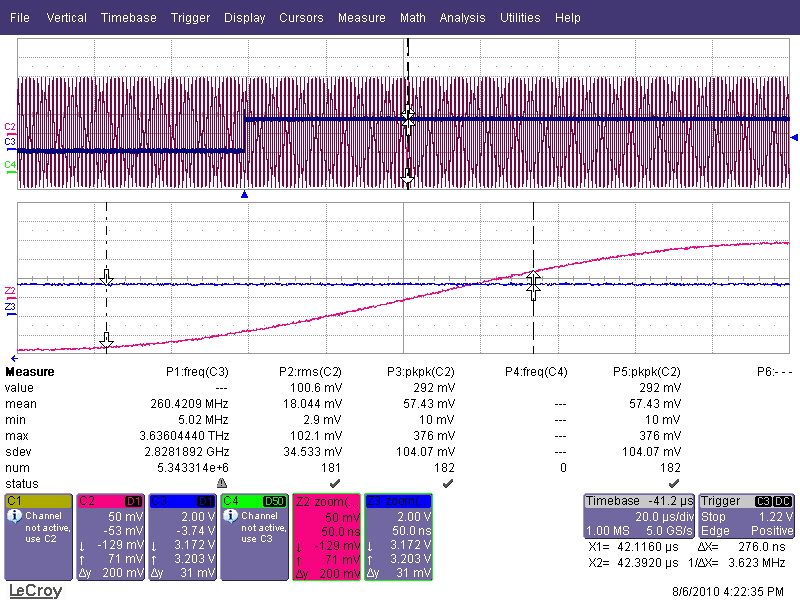 File Vertical Timebase Trigger Display Cursors Measure Math Analysis Utilities Help
C2
C3
C4
Z2
Z3
Measure P1:freq(C3) P2:rms(C2) P3:pkpk(C2) P4:freq(C4) P5:pkpk(C2) P6:- - -
value --- 100.6 mV 292 mV 292 mV
mean 260.4209 MHz 18.044 mV 57.43 mV --- 57.43 mV
min 5.02 MHz 2.9 mV 10 mV --- 10 mV
max 3.63604440 THz 102.1 mV 376 mV --- 376 mV
sdev 2.8281892 GHz 34.533 mV 104.07 mV --- 104.07 mV
num 5.343314e+6 181 182 0 182
status
C1 C2 D1 C3 D1 C4 D50 Z2 zoom(... Z3 zoom(... Timebase -41.2 µs Trigger C3 DC
Channel 50 mV 2.00 V Channel 50 mV 2.00 V 20.0 µs/div Stop 1.22 V
not active, -53 mV -3.74 V not active, 50.0 ns 50.0 ns 1.00 MS 5.0 GS/s Edge Positive
use C2 ↓ -129 mV ↓ 3.172 V use C3 ↓ -129 mV ↓ 3.172 V
↑ 71 mV ↑ 3.203 V ↑ 71 mV ↑ 3.203 V
Δy 200 mV Δy 31 mV Δy 200 mV Δy 31 mV
X1= 42.1160 µs ΔX= 276.0 ns
X2= 42.3920 µs 1/ΔX= 3.623 MHz
LeCroy
8/6/2010 4:22:35 PM